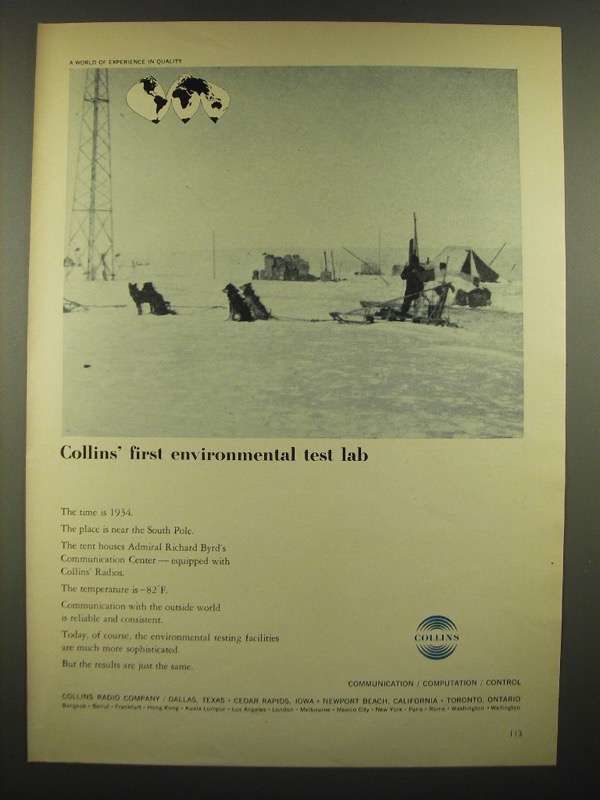 A WORLD OF EXPERIENCE IN QUALITY
Collins' first environmental test lab
The time is 1934.
The place is near the South Pole.
The tent houses Admiral Richard Byrd's
Communication Center — equipped with
Collins' Radios.
The temperature is −82°F.
Communication with the outside world
is reliable and consistent.
Today, of course, the environmental testing facilities
are much more sophisticated.
But the results are just the same.
COLLINS
COMMUNICATION / COMPUTATION / CONTROL
COLLINS RADIO COMPANY / DALLAS, TEXAS • CEDAR RAPIDS, IOWA • NEWPORT BEACH, CALIFORNIA • TORONTO, ONTARIO
Bangkok • Beirut • Frankfurt • Hong Kong • Kuala Lumpur • Los Angeles • London • Melbourne • Mexico City • New York • Paris • Rome • Washington • Wellington
113